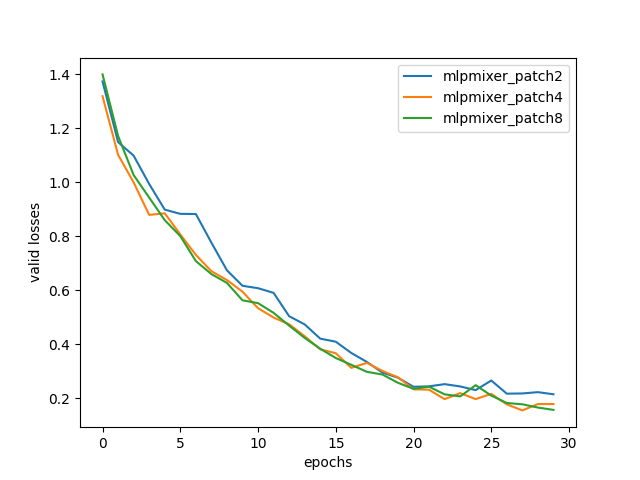 1.4
1.2
1.0
0.8
0.6
0.4
0.2
valid losses
mlpmixer_patch2
mlpmixer_patch4
mlpmixer_patch8
0 5 10 15 20 25 30
epochs